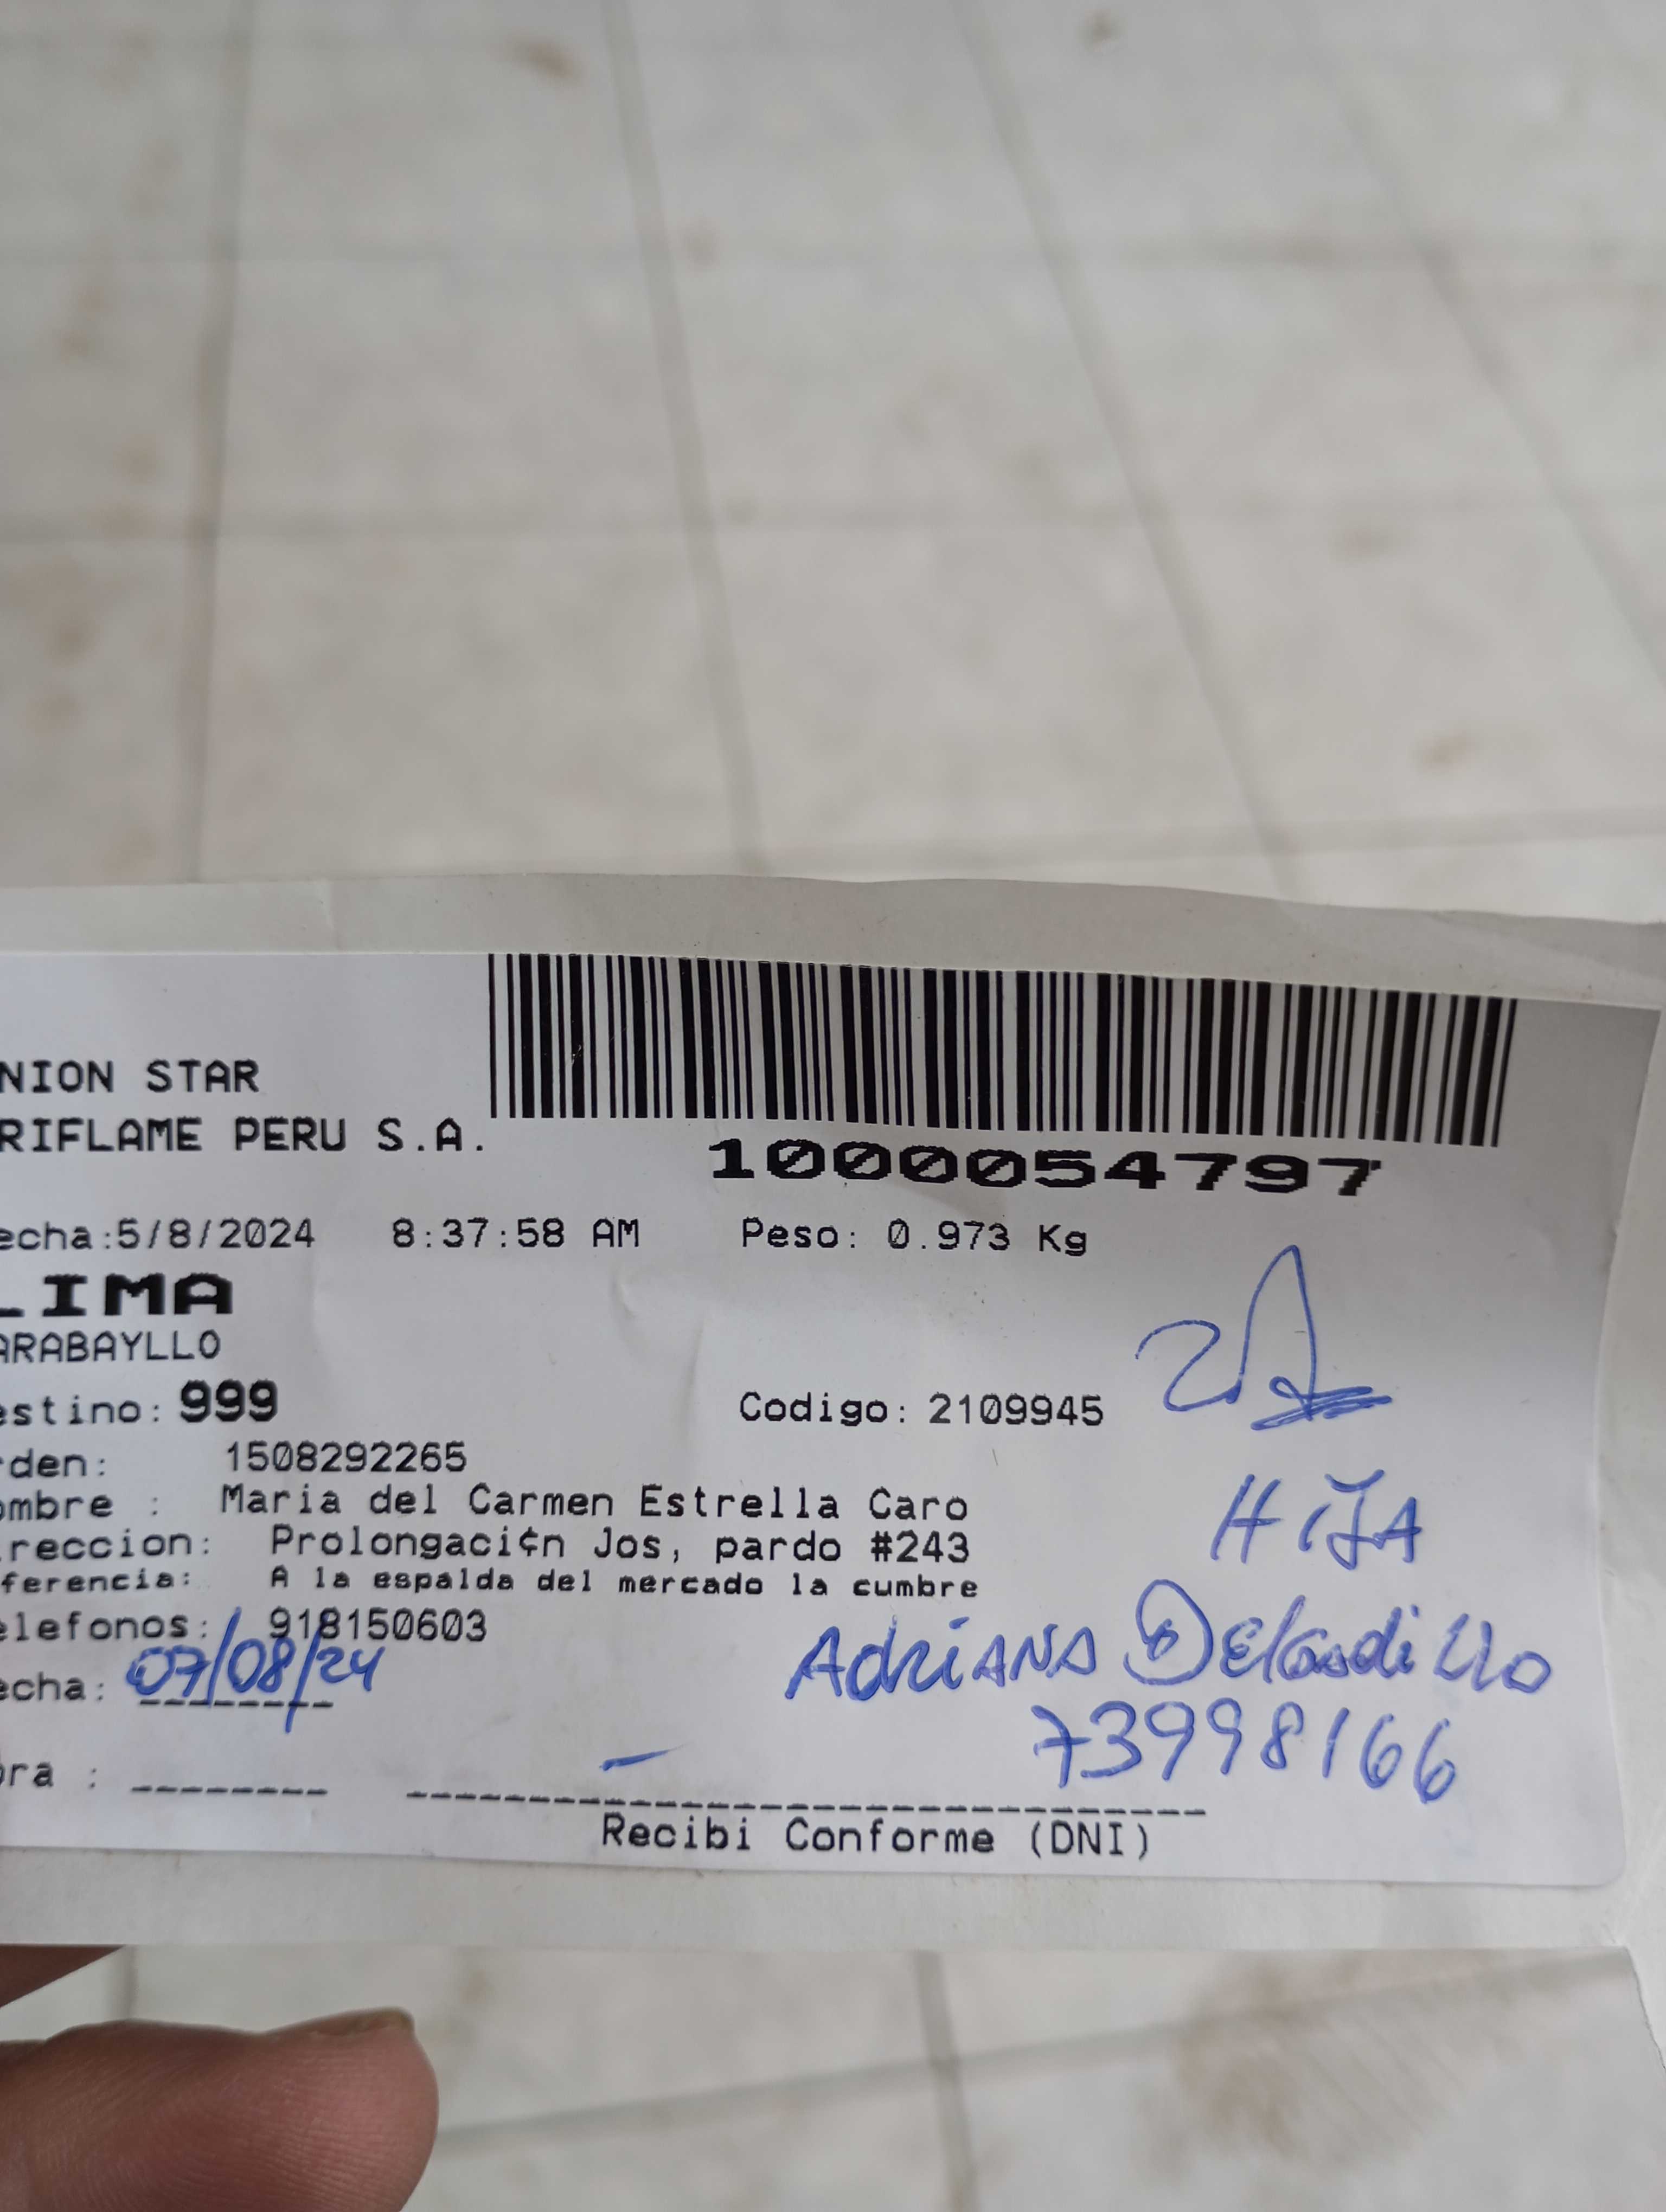 NION STAR
RIFLAME PERU S.A.
1000054797
echa:5/8/2024 8:37:58 AM Peso: 0.973 Kg
LIMA
ARABAYLLO
estino: 999 Codigo: 2109945
rden: 1508292265
ombre : Maria del Carmen Estrella Caro
reccion: Prolongaci¢n Jos, pardo #243
ferencia: A la espalda del mercado la cumbre
elefonos: 918150603
HIJA
echa: 07/08/24
Adriana
73998166
ora :
Recibi Conforme (DNI)